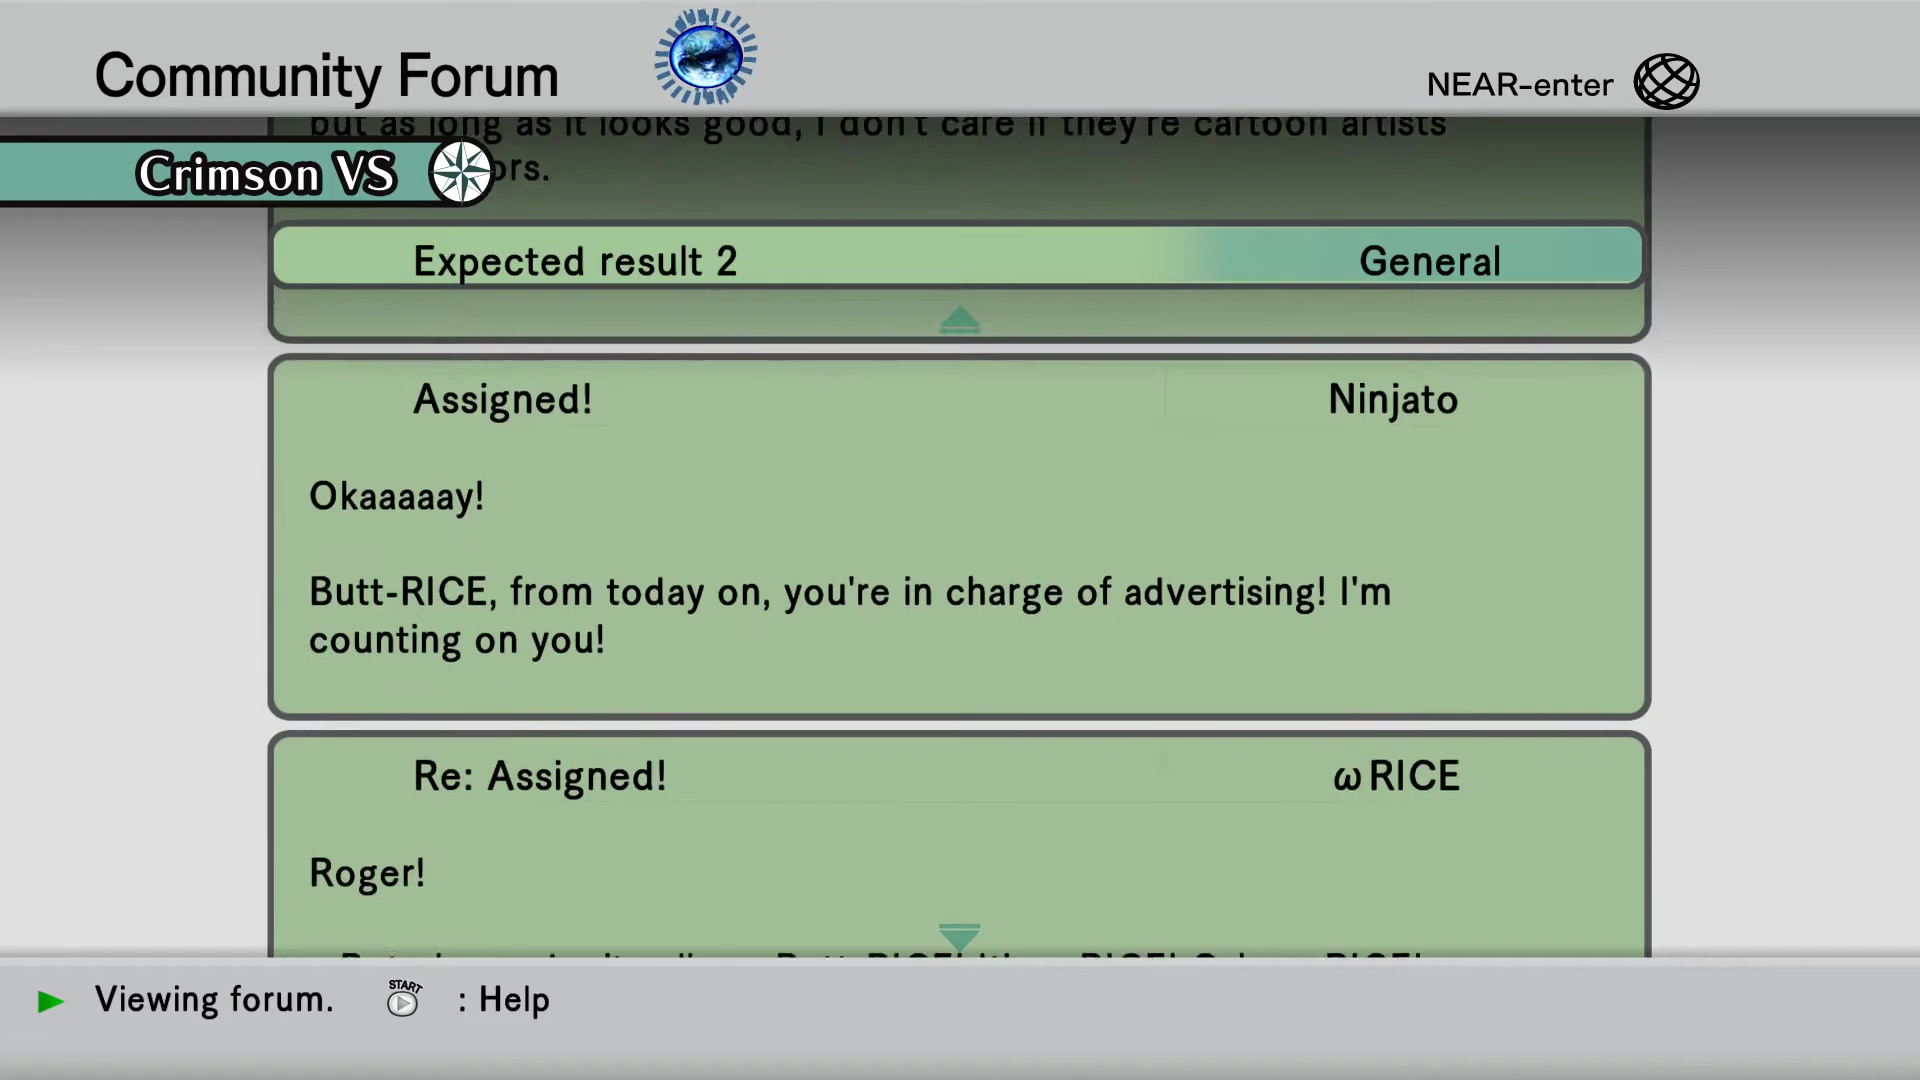 Community Forum
NEAR-enter
but as long as it looks good, I don't care if they're cartoon artists
ors.
Crimson VS
Expected result 2
General
Assigned!
Ninjato
Okaaaaay!
Butt-RICE, from today on, you're in charge of advertising! I'm
counting on you!
Re: Assigned!
ωRICE
Roger!
Viewing forum.
START
: Help